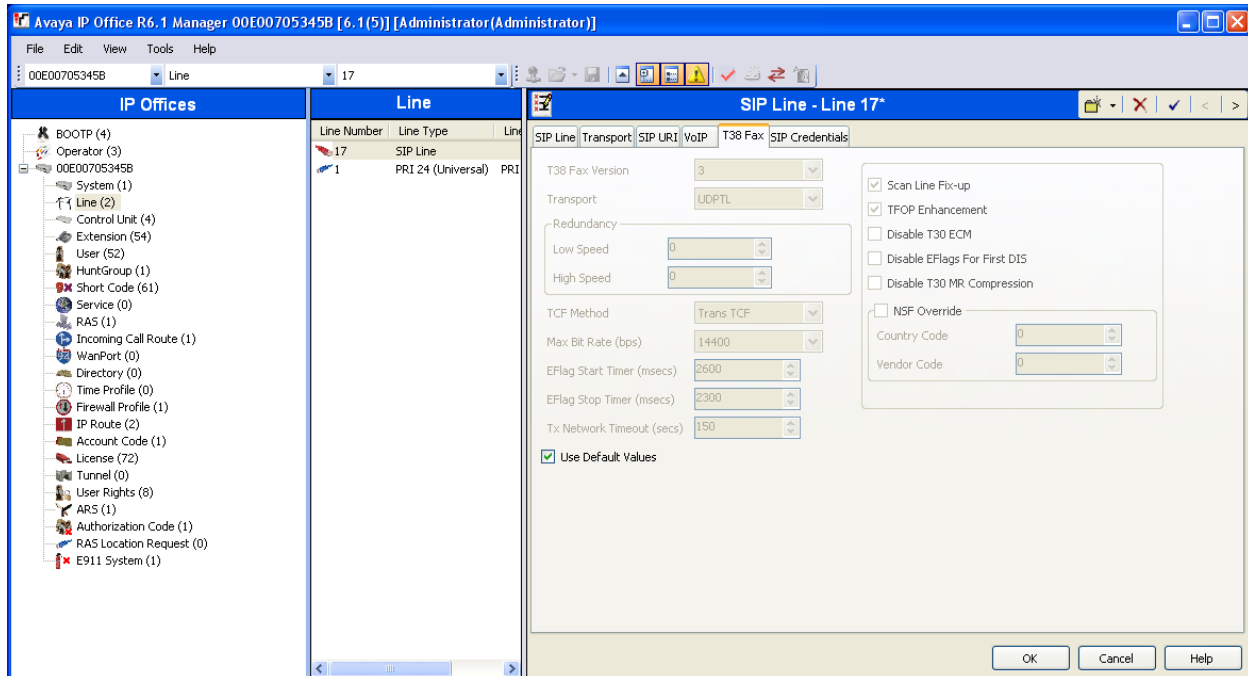 Avaya IP Office R6.1 Manager 00E00705345B [6.1(5)] [Administrator(Administrator)]
File Edit View Tools Help
00E00705345B Line 17
IP Offices
BOOTP (4)
Operator (3)
00E00705345B
System (1)
Line (2)
Control Unit (4)
Extension (54)
User (52)
HuntGroup (1)
Short Code (61)
Service (0)
RAS (1)
Incoming Call Route (1)
WanPort (0)
Directory (0)
Time Profile (0)
Firewall Profile (1)
IP Route (2)
Account Code (1)
License (72)
Tunnel (0)
User Rights (8)
ARS (1)
Authorization Code (1)
RAS Location Request (0)
E911 System (1)
Line
Line Number Line Type Line
17 SIP Line
1 PRI 24 (Universal) PRI
SIP Line - Line 17*
SIP Line Transport SIP URI VoIP T38 Fax SIP Credentials
T38 Fax Version 3
Transport UDPTL
Redundancy
Low Speed 0
High Speed 0
TCF Method Trans TCF
Max Bit Rate (bps) 14400
EFlag Start Timer (msecs) 2600
EFlag Stop Timer (msecs) 2300
Tx Network Timeout (secs) 150
Use Default Values
Scan Line Fix-up
TFOP Enhancement
Disable T30 ECM
Disable EFlags For First DIS
Disable T30 MR Compression
NSF Override
Country Code 0
Vendor Code 0
OK Cancel Help